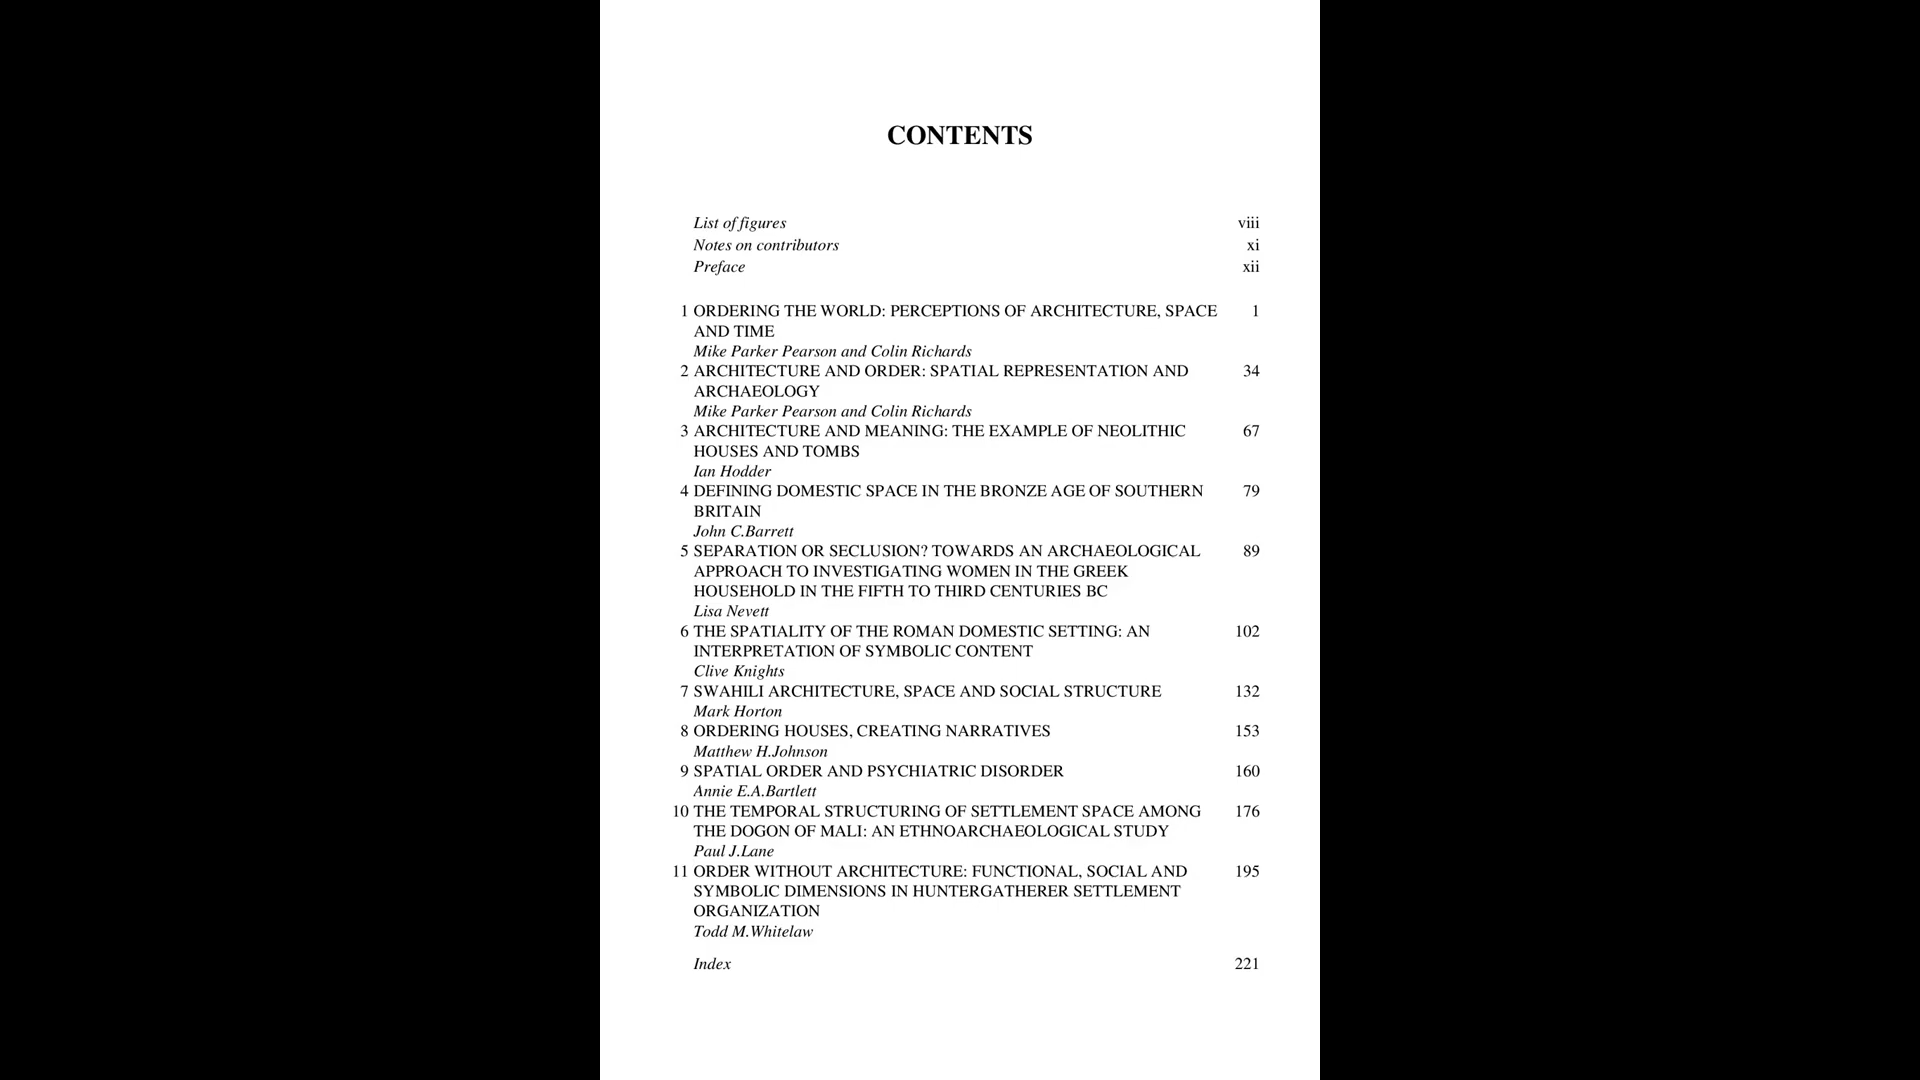 CONTENTS
List of figures viii
Notes on contributors xi
Preface xii
1 ORDERING THE WORLD: PERCEPTIONS OF ARCHITECTURE, SPACE 1
AND TIME
Mike Parker Pearson and Colin Richards
2 ARCHITECTURE AND ORDER: SPATIAL REPRESENTATION AND 34
ARCHAEOLOGY
Mike Parker Pearson and Colin Richards
3 ARCHITECTURE AND MEANING: THE EXAMPLE OF NEOLITHIC 67
HOUSES AND TOMBS
Ian Hodder
4 DEFINING DOMESTIC SPACE IN THE BRONZE AGE OF SOUTHERN 79
BRITAIN
John C.Barrett
5 SEPARATION OR SECLUSION? TOWARDS AN ARCHAEOLOGICAL 89
APPROACH TO INVESTIGATING WOMEN IN THE GREEK
HOUSEHOLD IN THE FIFTH TO THIRD CENTURIES BC
Lisa Nevett
6 THE SPATIALITY OF THE ROMAN DOMESTIC SETTING: AN 102
INTERPRETATION OF SYMBOLIC CONTENT
Clive Knights
7 SWAHILI ARCHITECTURE, SPACE AND SOCIAL STRUCTURE 132
Mark Horton
8 ORDERING HOUSES, CREATING NARRATIVES 153
Matthew H.Johnson
9 SPATIAL ORDER AND PSYCHIATRIC DISORDER 160
Annie E.A.Bartlett
10 THE TEMPORAL STRUCTURING OF SETTLEMENT SPACE AMONG 176
THE DOGON OF MALI: AN ETHNOARCHAEOLOGICAL STUDY
Paul J.Lane
11 ORDER WITHOUT ARCHITECTURE: FUNCTIONAL, SOCIAL AND 195
SYMBOLIC DIMENSIONS IN HUNTERGATHERER SETTLEMENT
ORGANIZATION
Todd M.Whitelaw
Index 221